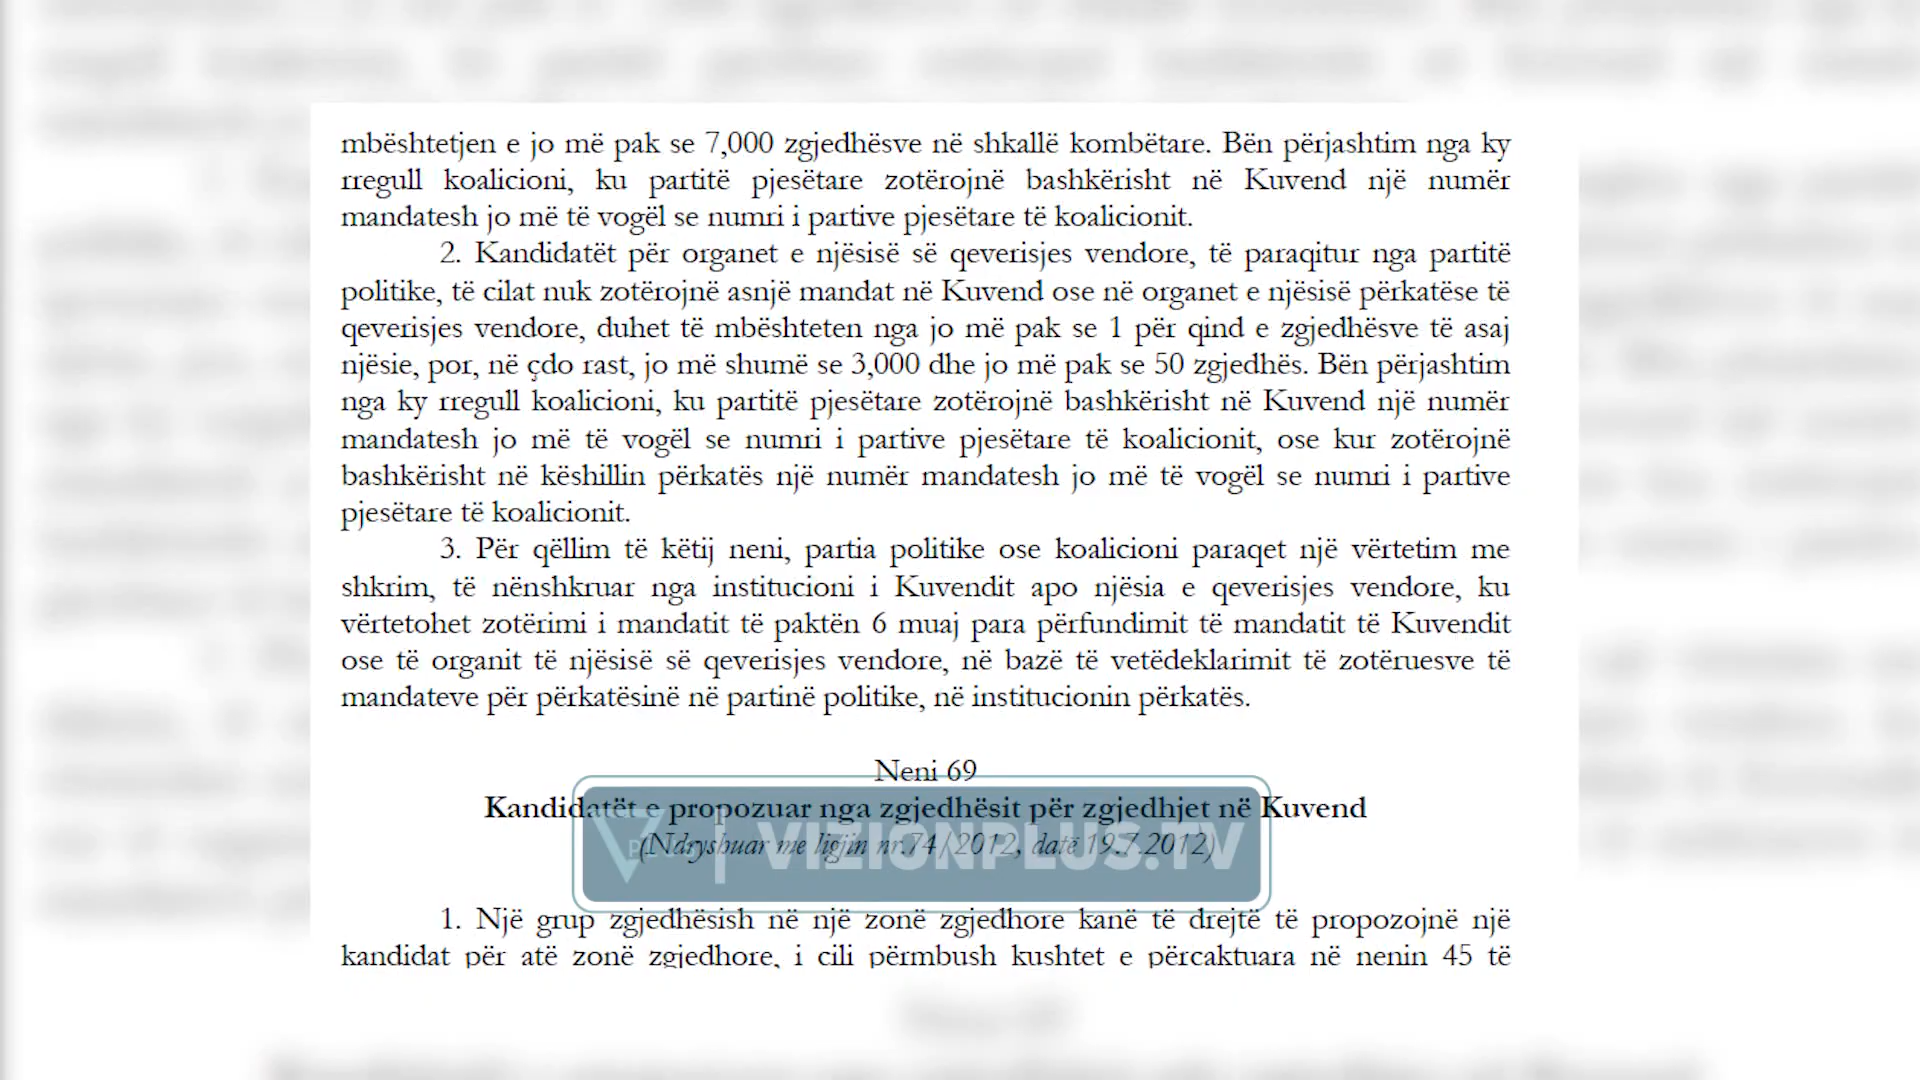 mbështetjen e jo më pak se 7,000 zgjedhësve në shkallë kombëtare. Bën përjashtim nga ky
rregull koalicioni, ku partitë pjesëtare zotërojnë bashkërisht në Kuvend një numër
mandatesh jo më të vogël se numri i partive pjesëtare të koalicionit.
2. Kandidatët për organet e njësisë së qeverisjes vendore, të paraqitur nga partitë
politike, të cilat nuk zotërojnë asnjë mandat në Kuvend ose në organet e njësisë përkatëse të
qeverisjes vendore, duhet të mbështeten nga jo më pak se 1 për qind e zgjedhësve të asaj
njësie, por, në çdo rast, jo më shumë se 3,000 dhe jo më pak se 50 zgjedhës. Bën përjashtim
nga ky rregull koalicioni, ku partitë pjesëtare zotërojnë bashkërisht në Kuvend një numër
mandatesh jo më të vogël se numri i partive pjesëtare të koalicionit, ose kur zotërojnë
bashkërisht në këshillin përkatës një numër mandatesh jo më të vogël se numri i partive
pjesëtare të koalicionit.
3. Për qëllim të këtij neni, partia politike ose koalicioni paraqet një vërtetim me
shkrim, të nënshkruar nga institucioni i Kuvendit apo njësia e qeverisjes vendore, ku
vërtetohet zotërimi i mandatit të paktën 6 muaj para përfundimit të mandatit të Kuvendit
ose të organit të njësisë së qeverisjes vendore, në bazë të vetëdeklarimit të zotëruesve të
mandateve për përkatësinë në partinë politike, në institucionin përkatës.
Neni 69
Kandidatët e propozuar nga zgjedhësit për zgjedhjet në Kuvend
(Ndryshuar me ligjin nr.74/2012, datë 19.7.2012)
PLUS | VIZIONPLUS.TV
1. Një grup zgjedhësish në një zonë zgjedhore kanë të drejtë të propozojnë një
kandidat për atë zonë zgjedhore, i cili përmbush kushtet e përcaktuara në nenin 45 të